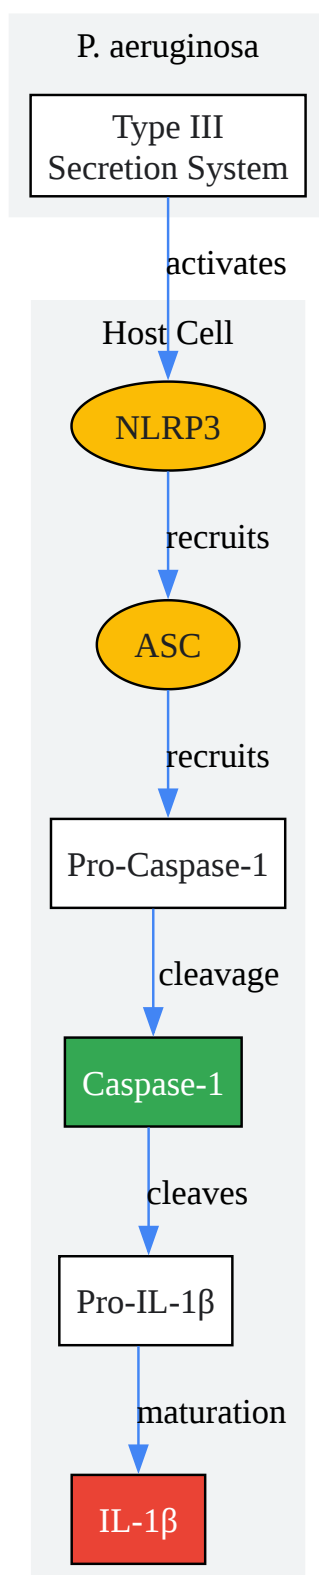 P. aeruginosa
Type III
Secretion System
activates
Host Cell
NLRP3
recruits
ASC
recruits
Pro-Caspase-1
cleavage
Caspase-1
cleaves
Pro-IL-1β
maturation
IL-1β